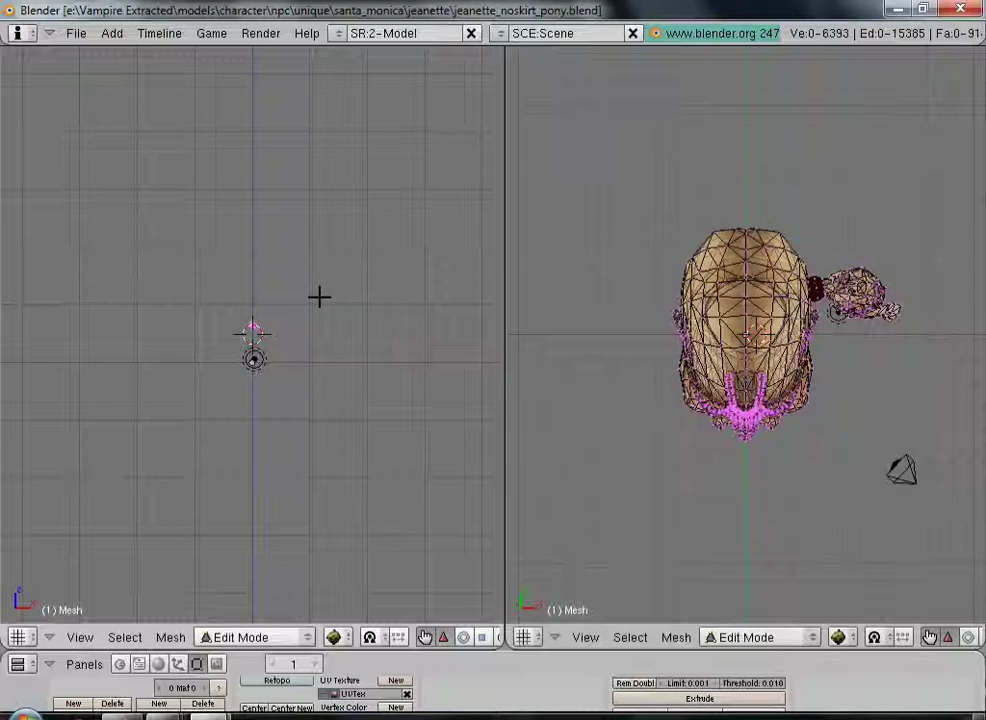 Blender [e:\Vampire Extracted\models\character\npc\unique\santa_monica\jeanette\jeanette_noskirt_pony.blend]
File Add Timeline Game Render Help SR:2-Model SCE:Scene www.blender.org 247 Ve:0-6393 | Ed:0-15385 | Fa:0-91
(1) Mesh (1) Mesh
View Select Mesh Edit Mode View Select Mesh Edit Mode
Panels 1
Retopo UV Texture New Rem Doubl Limit: 0.001 Threshold: 0.010
0 Mat 0 ? UVTex Extrude
New Delete New Delete Center Center New Vertex Color New